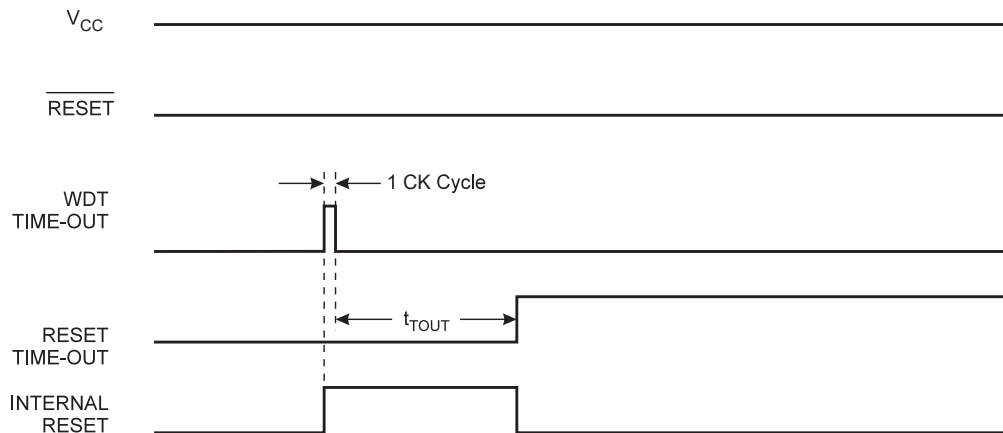 VCC
RESET
1 CK Cycle
WDT
TIME-OUT
tTOUT
RESET
TIME-OUT
INTERNAL
RESET